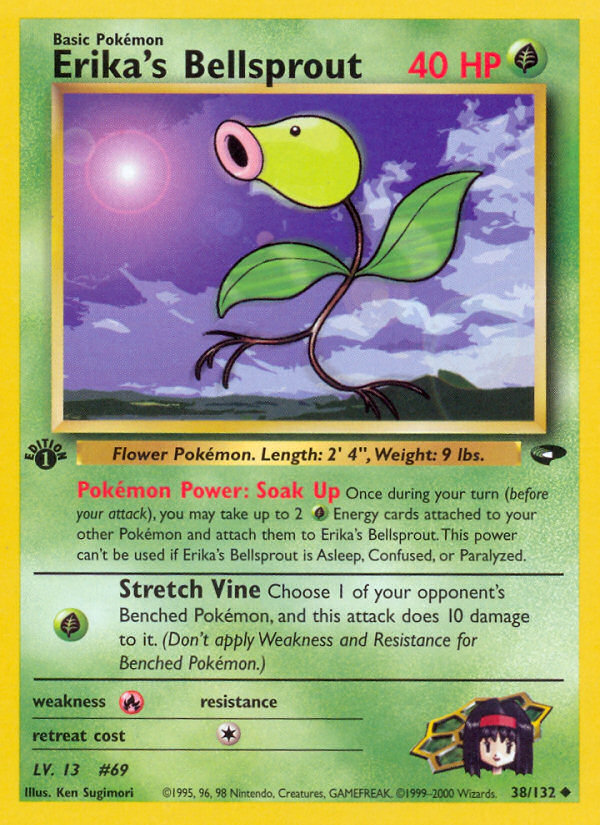 Basic Pokémon
Erika's Bellsprout 40 HP
EDITION
1
Flower Pokémon. Length: 2' 4", Weight: 9 lbs.
Pokémon Power: Soak Up Once during your turn (before
your attack), you may take up to 2 Energy cards attached to your
other Pokémon and attach them to Erika's Bellsprout. This power
can't be used if Erika's Bellsprout is Asleep, Confused, or Paralyzed.
Stretch Vine Choose 1 of your opponent's
Benched Pokémon, and this attack does 10 damage
to it. (Don't apply Weakness and Resistance for
Benched Pokémon.)
weakness resistance
retreat cost
LV. 13 #69
Illus. Ken Sugimori ©1995, 96, 98 Nintendo, Creatures, GAMEFREAK. ©1999-2000 Wizards. 38/132